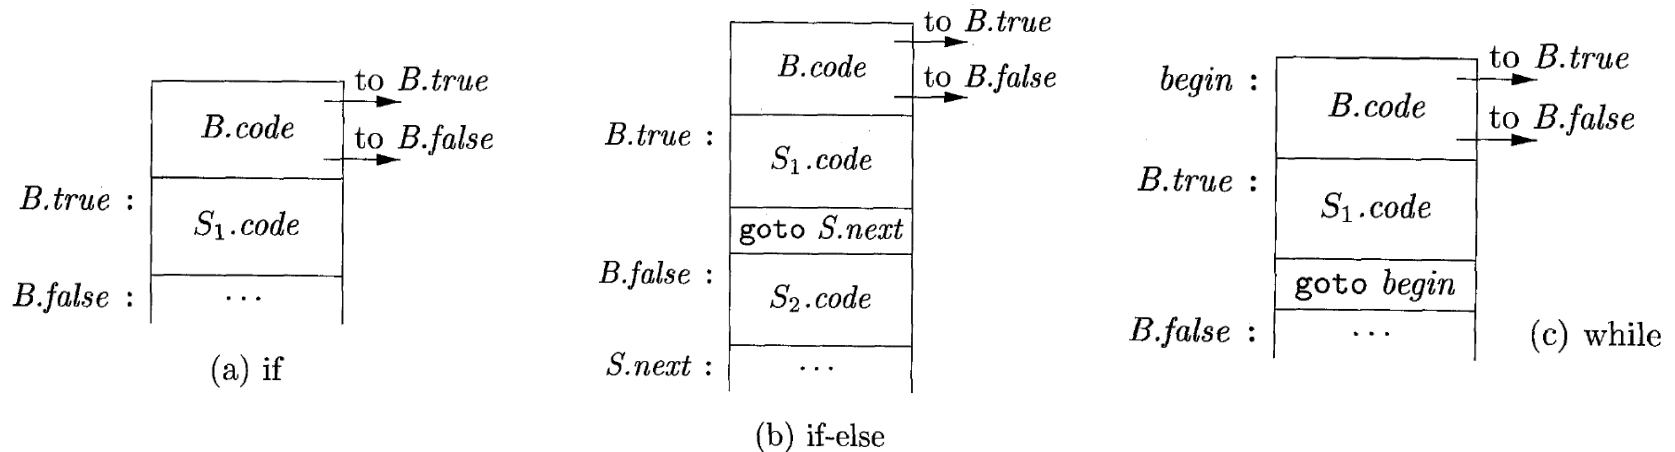 to B.true
B.code
to B.false
B.true :
S₁.code
B.false :
...
(a) if
to B.true
B.code
to B.false
B.true :
S₁.code
goto S.next
B.false :
S₂.code
S.next :
...
(b) if-else
begin :
to B.true
B.code
to B.false
B.true :
S₁.code
goto begin
B.false :
...
(c) while